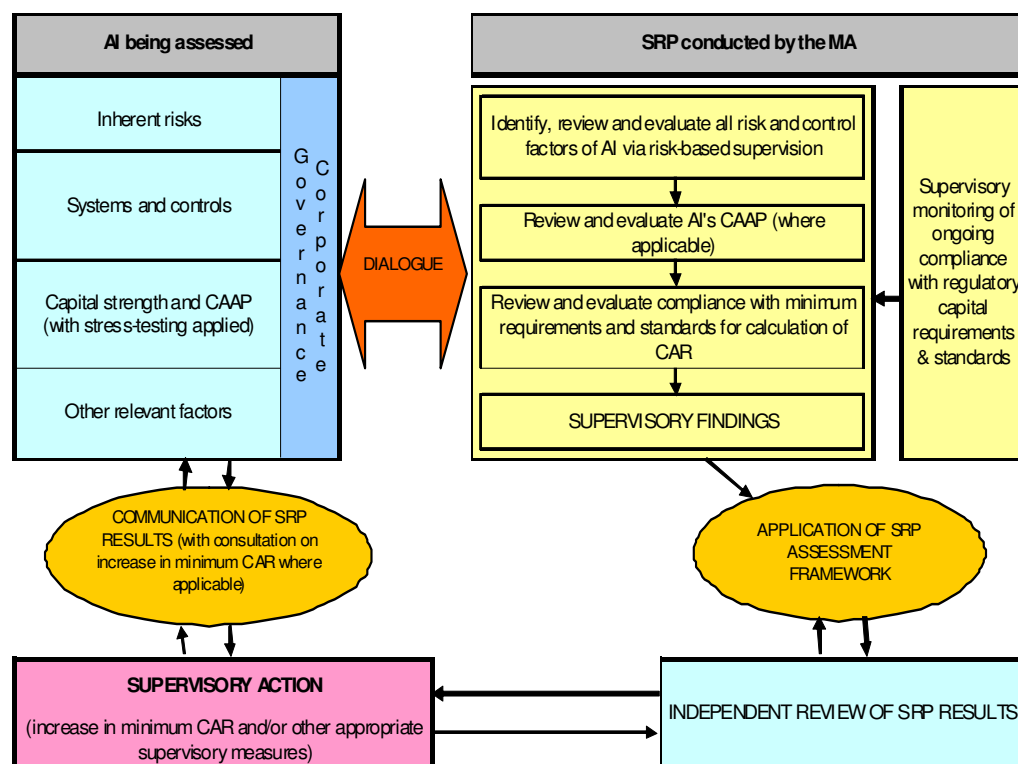 AI being assessed
SRP conducted by the MA
Inherent risks
Systems and controls
Capital strength and CAAP
(with stress-testing applied)
Other relevant factors
Corporate
Governance
DIALOGUE
Identify, review and evaluate all risk and control
factors of AI via risk-based supervision
Review and evaluate AI's CAAP (where
applicable)
Review and evaluate compliance with minimum
requirements and standards for calculation of
CAR
SUPERVISORY FINDINGS
Supervisory
monitoring of
ongoing
compliance
with regulatory
capital
requirements
& standards
COMMUNICATION OF SRP
RESULTS (with consultation on
increase in minimum CAR where
applicable)
APPLICATION OF SRP
ASSESSMENT
FRAMEWORK
SUPERVISORY ACTION
(increase in minimum CAR and/or other appropriate
supervisory measures)
INDEPENDENT REVIEW OF SRP RESULTS